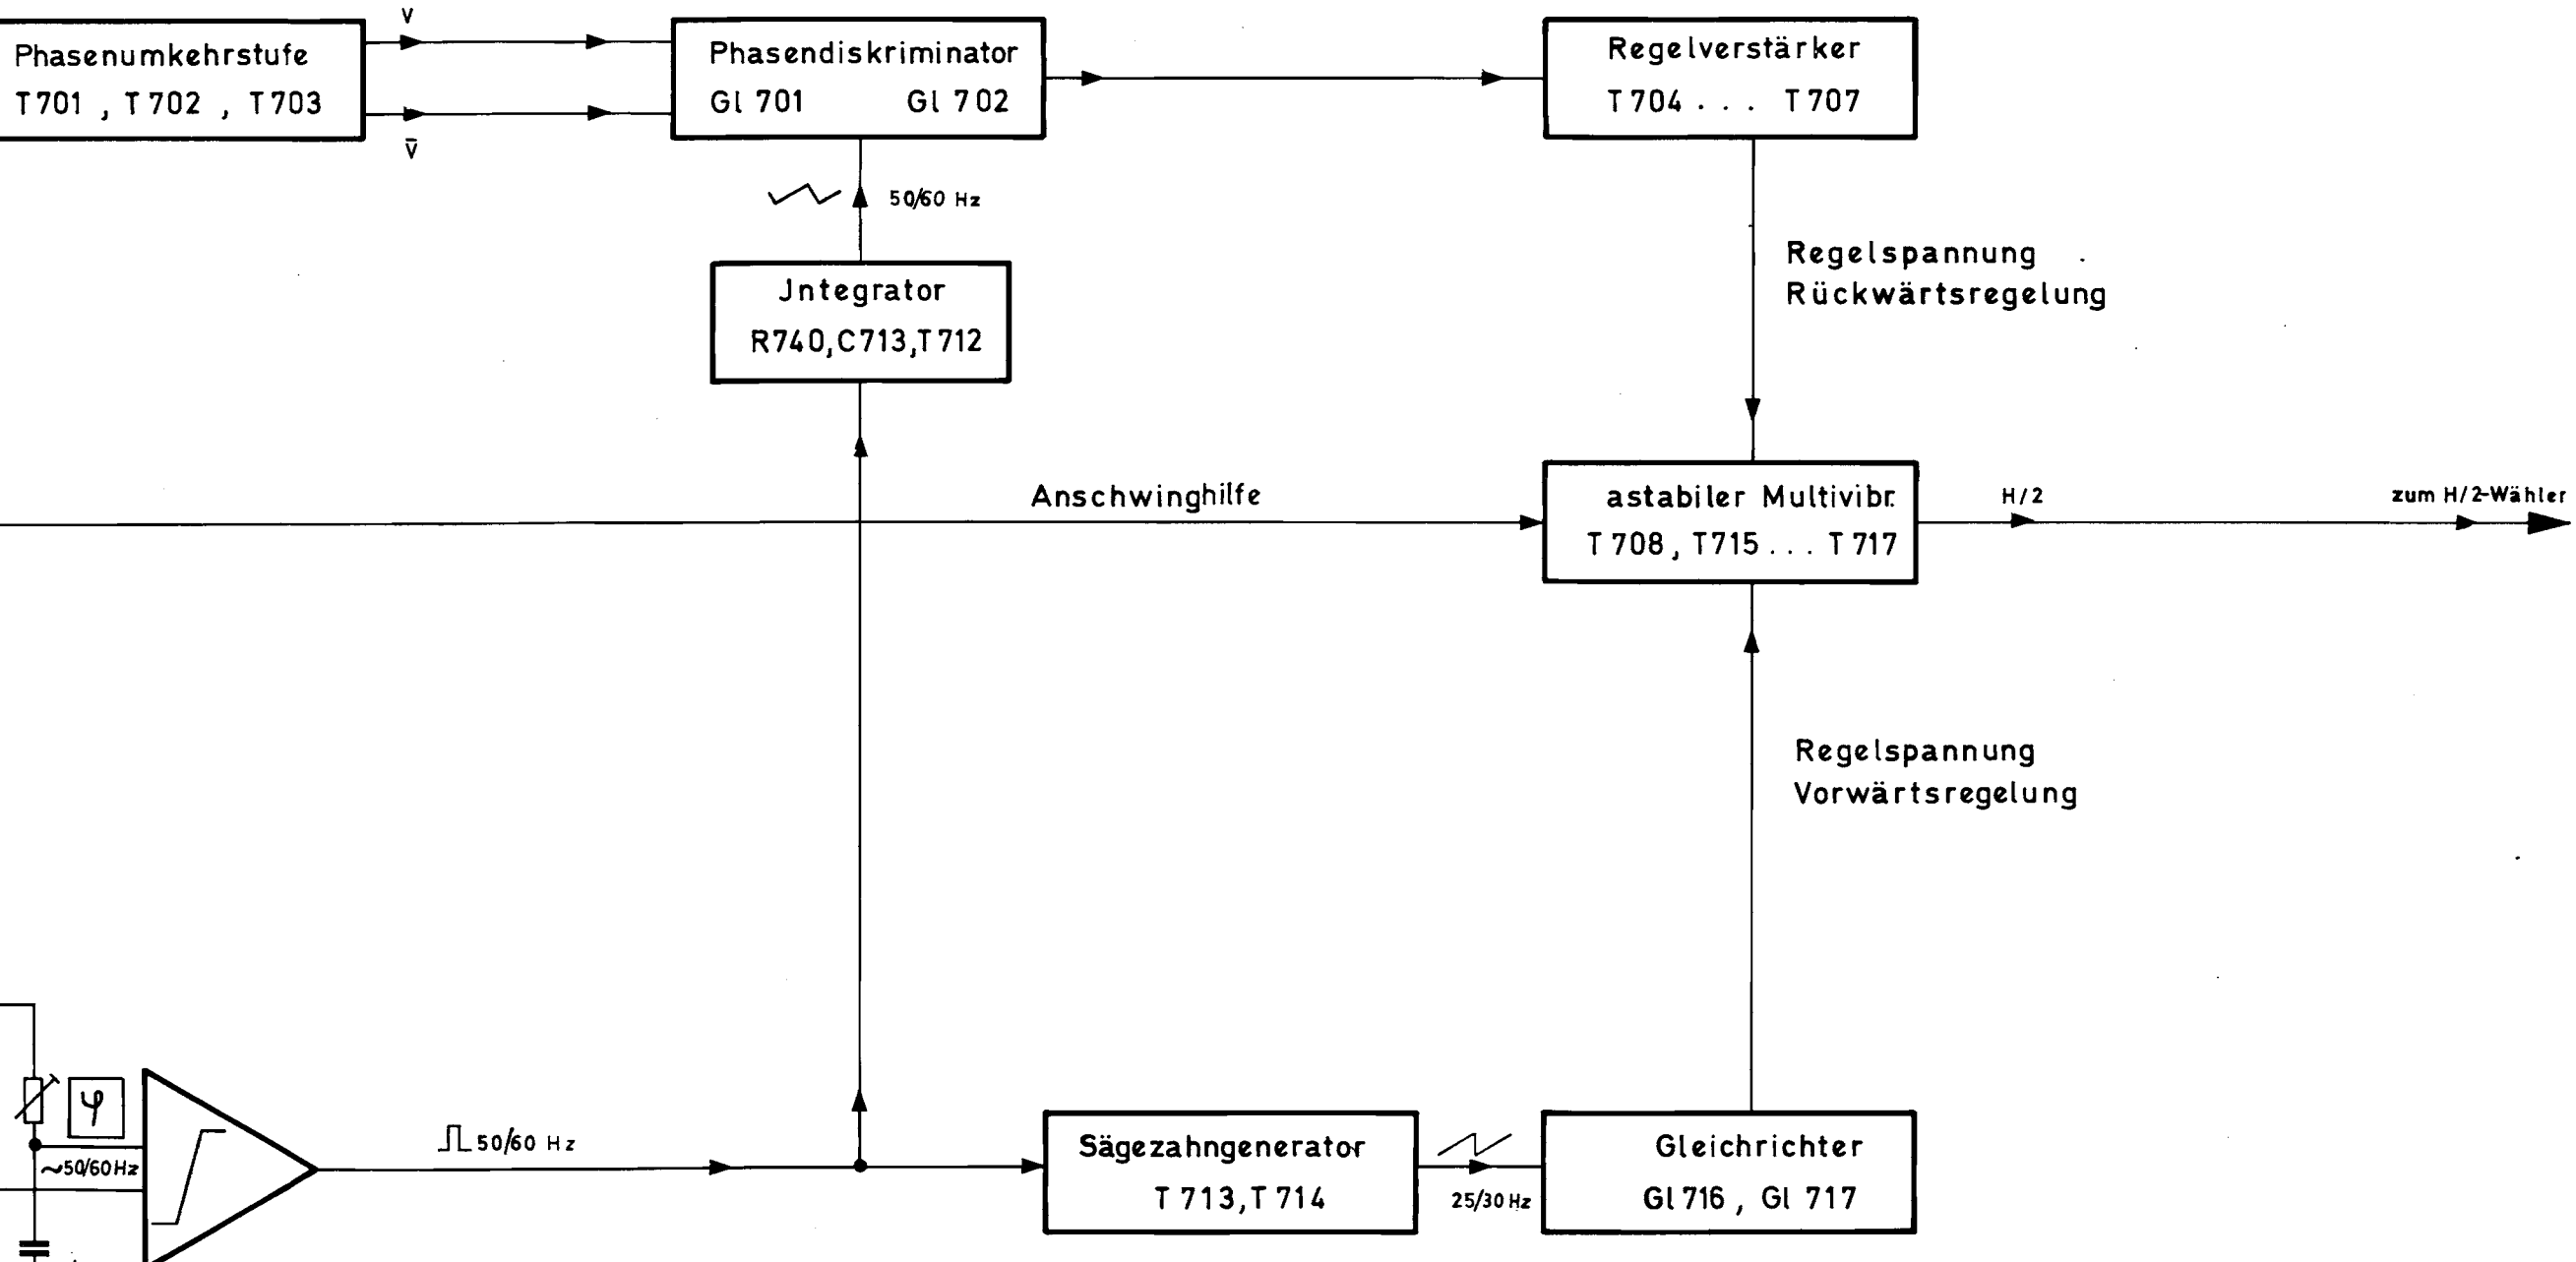 V
Phasenumkehrstufe
T701 , T702 , T703
V̄
Phasendiskriminator
Gl 701 Gl 702
Regelverstärker
T704 . . . T707
50/60 Hz
Jntegrator
R740,C713,T712
Regelspannung
Rückwärtsregelung
Anschwinghilfe
astabiler Multivibr.
T708, T715 . . . T717
H/2
zum H/2-Wähler
Regelspannung
Vorwärtsregelung
φ
~50/60Hz
50/60 Hz
Sägezahngenerator
T713,T714
25/30 Hz
Gleichrichter
Gl716 , Gl 717